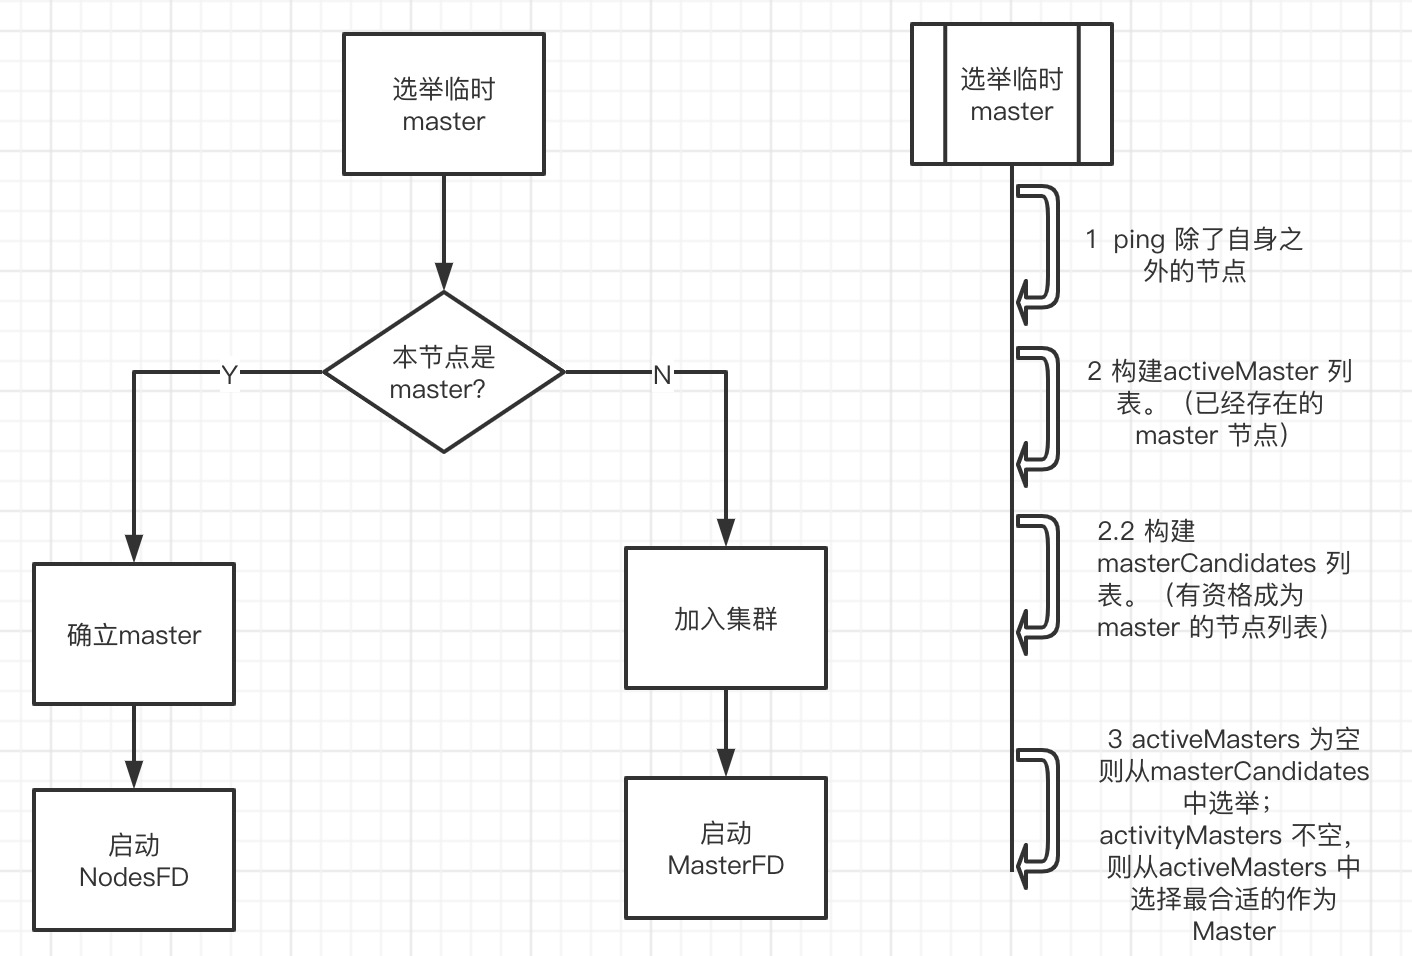 选举临时
master
本节点是
master?
Y
N
确立master
加入集群
启动
NodesFD
启动
MasterFD
选举临时
master
1 ping 除了自身之
外的节点
2 构建activeMaster 列
表。（已经存在的
master 节点）
2.2 构建
masterCandidates 列
表。（有资格成为
master 的节点列表）
3 activeMasters 为空
则从masterCandidates
中选举；
activityMasters 不空，
则从activeMasters 中
选择最合适的作为
Master